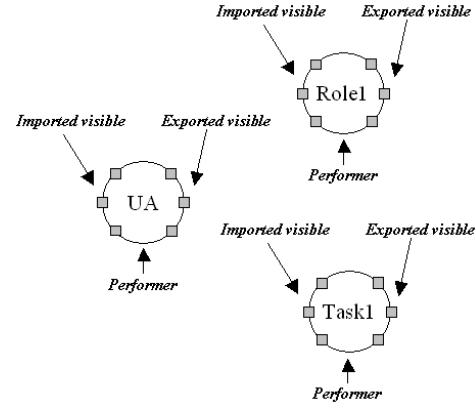 Imported visible
Exported visible
Role1
Performer
Imported visible
Exported visible
UA
Performer
Imported visible
Exported visible
Task1
Performer